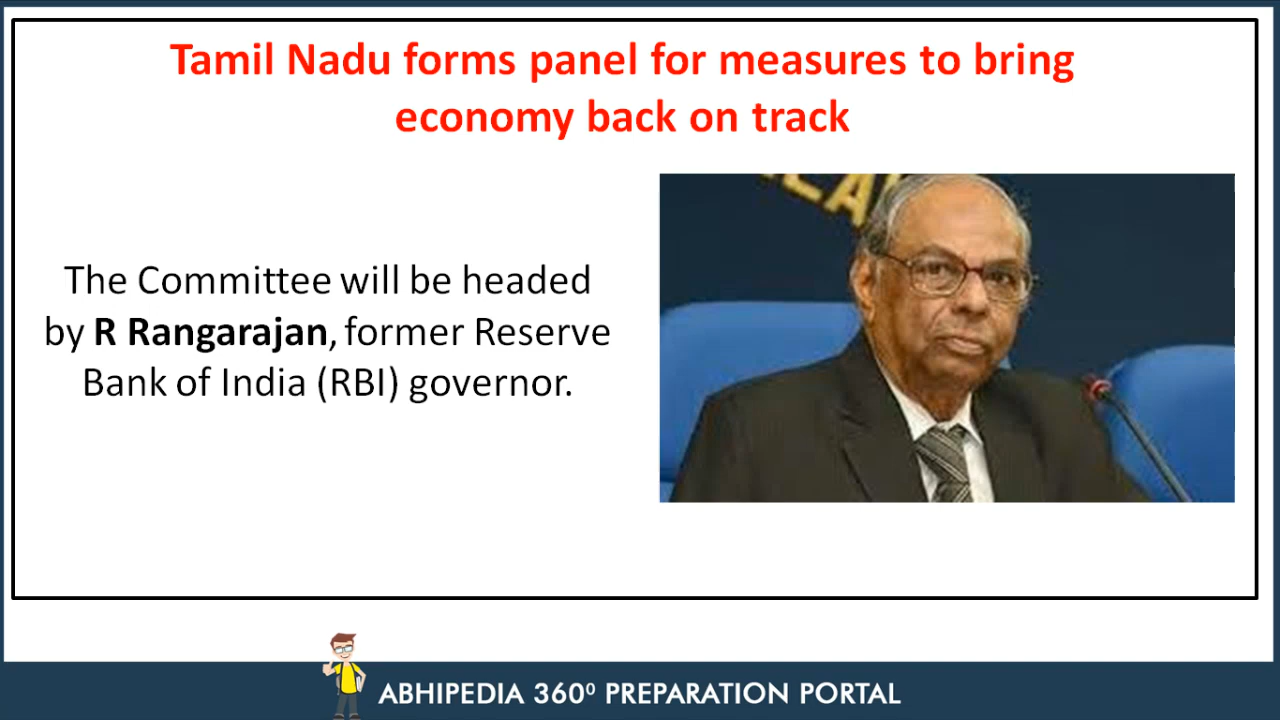 Tamil Nadu forms panel for measures to bring
economy back on track
The Committee will be headed
by R Rangarajan, former Reserve
Bank of India (RBI) governor.
ABHIPEDIA 360⁰ PREPARATION PORTAL